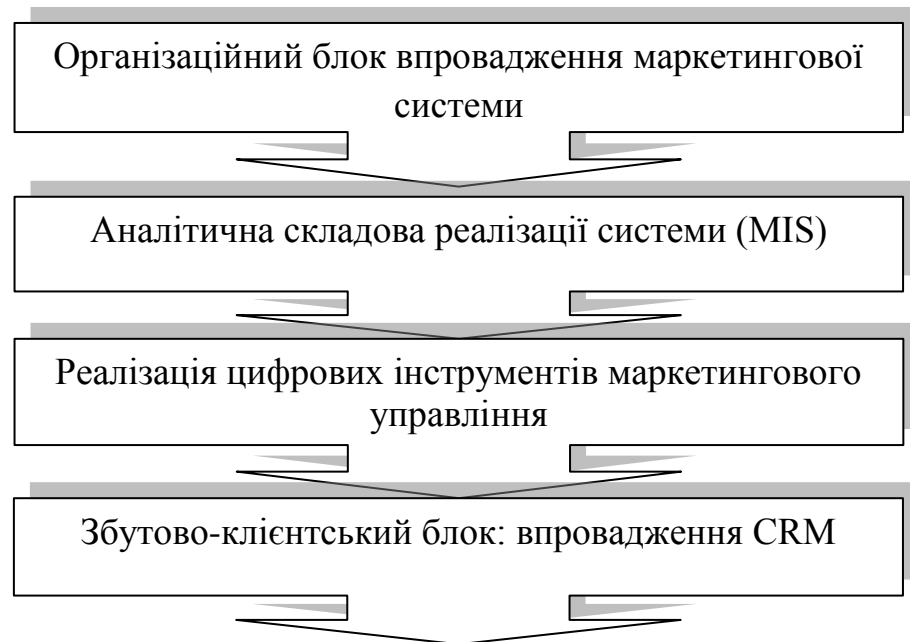 Організаційний блок впровадження маркетингової
системи
Аналітична складова реалізації системи (MIS)
Реалізація цифрових інструментів маркетингового
управління
Збутово-клієнтський блок: впровадження CRM